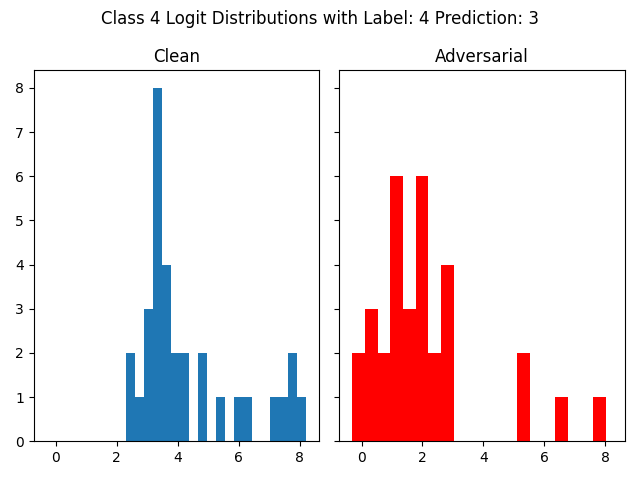 Class 4 Logit Distributions with Label: 4 Prediction: 3
Clean
Adversarial
8
7
6
5
4
3
2
1
0
0 2 4 6 8
0 2 4 6 8